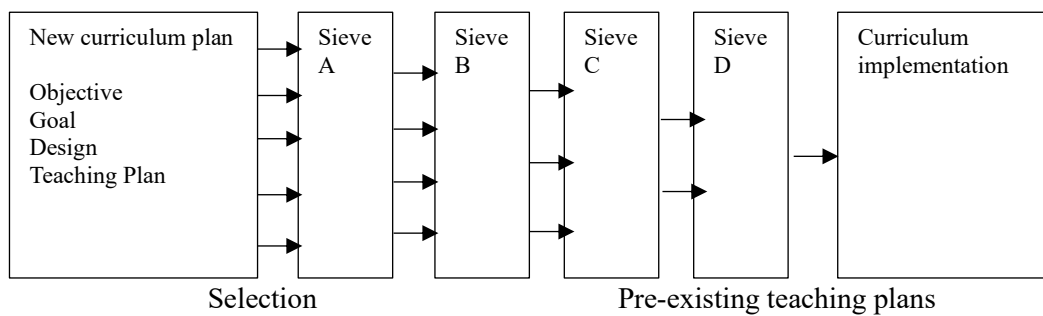 New curriculum plan
Objective
Goal
Design
Teaching Plan
Sieve
A
Sieve
B
Sieve
C
Sieve
D
Curriculum
implementation
Selection
Pre-existing teaching plans